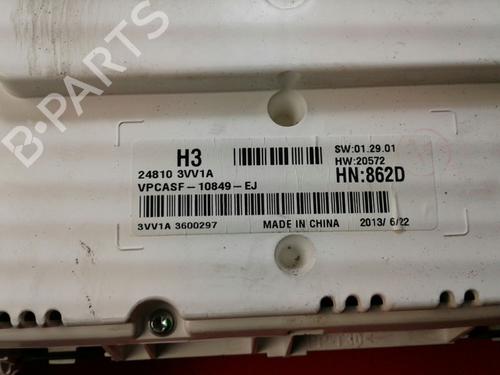 B-PARTS
H3
24810 3VV1A
VPCASF-10849-EJ
3VV1A 3600297
SW:01.29.01
HW:20572
HN:862D
MADE IN CHINA
2013/ 6/22